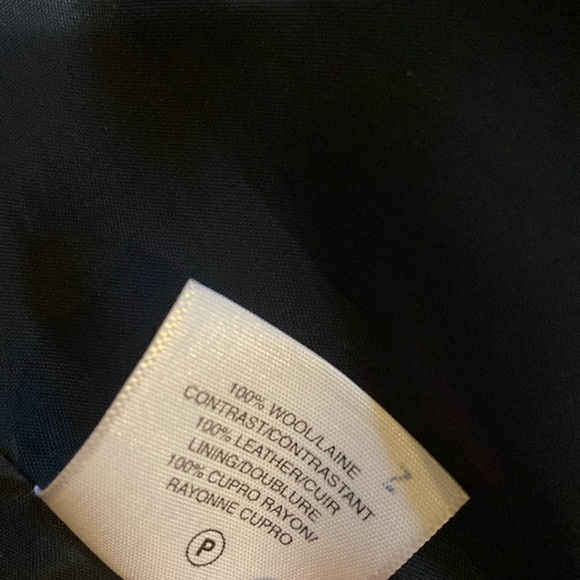 100% WOOL/LAINE
CONTRAST/CONTRASTANT
100% LEATHER/CUIR
LINING/DOUBLURE
100% CUPRO RAYON/
RAYONNE CUPRO
P